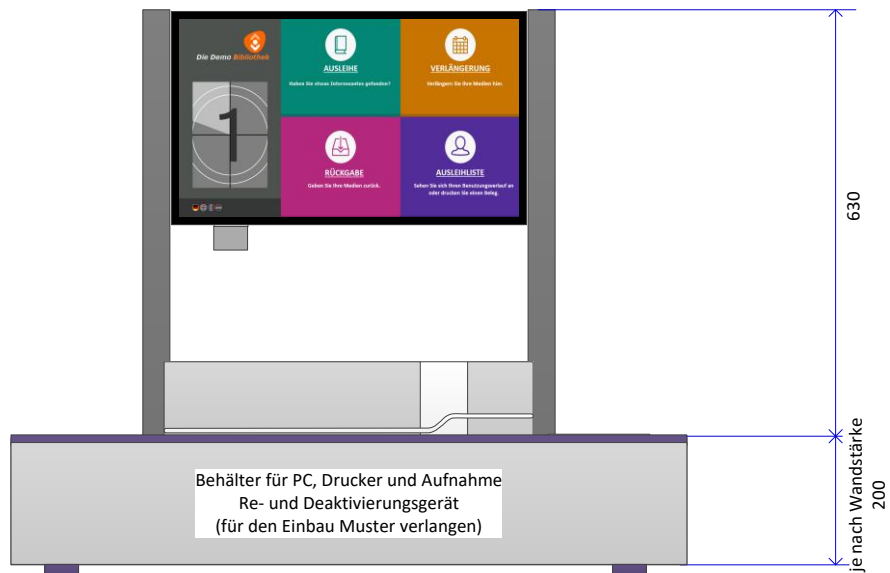 Die Demo Bibliothek
1
AUSLEIHE
Haben Sie etwas Interessantes gefunden?
VERLÄNGERUNG
Verlängern Sie Ihre Medien hier.
RÜCKGABE
Geben Sie Ihre Medien zurück.
AUSLEIHLISTE
Sehen Sie sich Ihren Benutzungsverlauf an
oder drucken Sie einen Beleg.
630
Behälter für PC, Drucker und Aufnahme
Re- und Deaktivierungsgerät
(für den Einbau Muster verlangen)
je nach Wandstärke
200